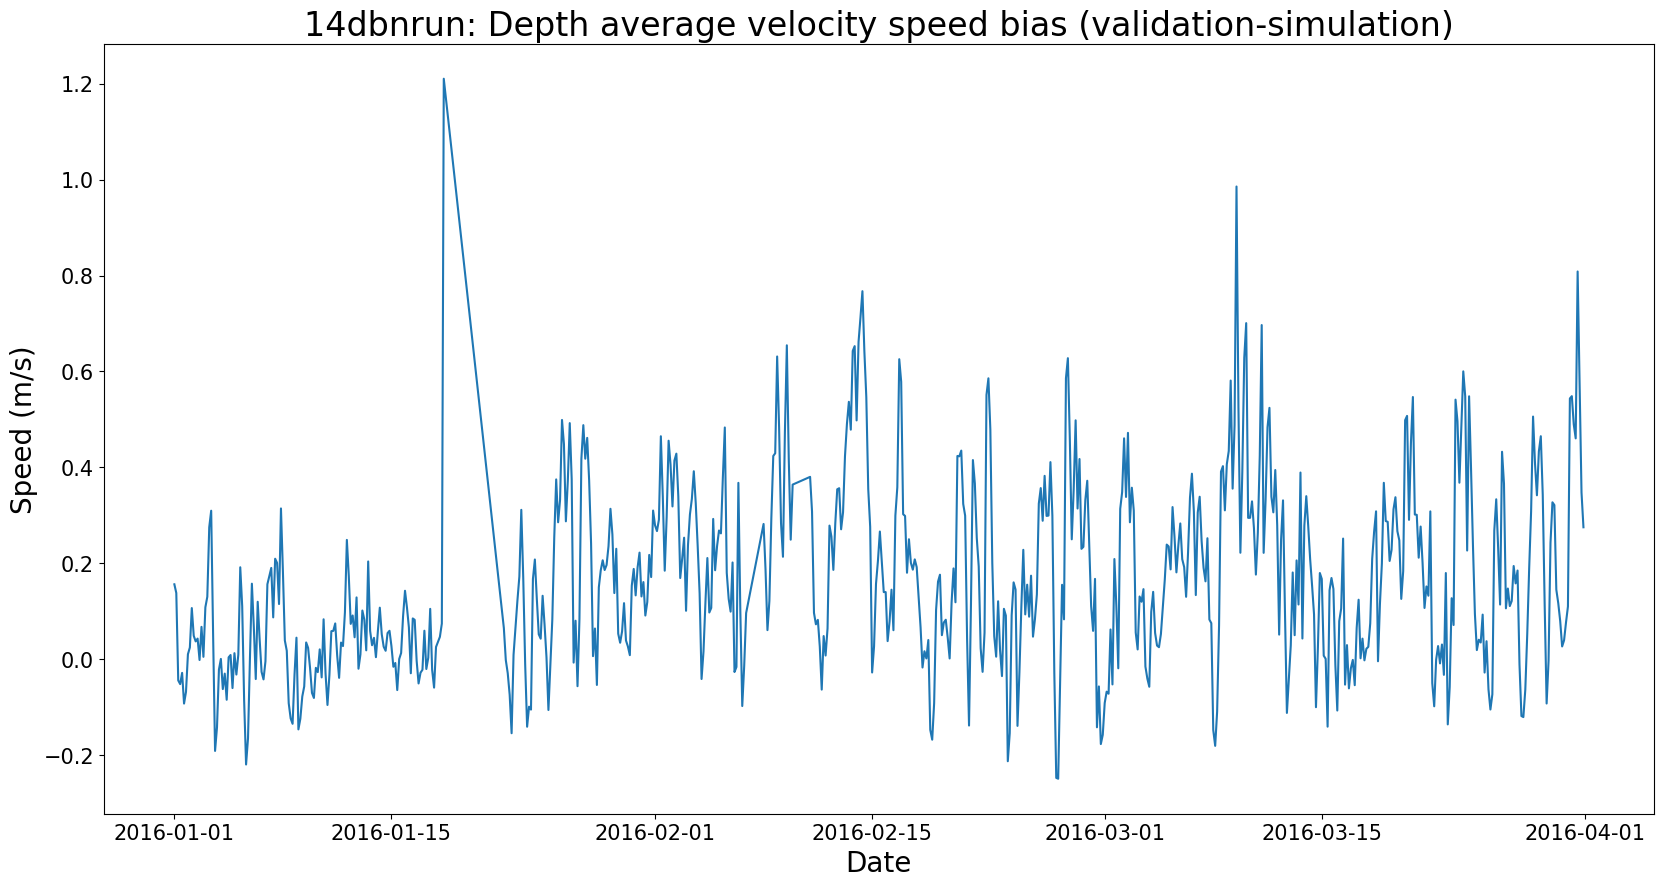 14dbnrun: Depth average velocity speed bias (validation-simulation)
Speed (m/s)
1.2
1.0
0.8
0.6
0.4
0.2
0.0
−0.2
2016-01-01 2016-01-15 2016-02-01 2016-02-15 2016-03-01 2016-03-15 2016-04-01
Date